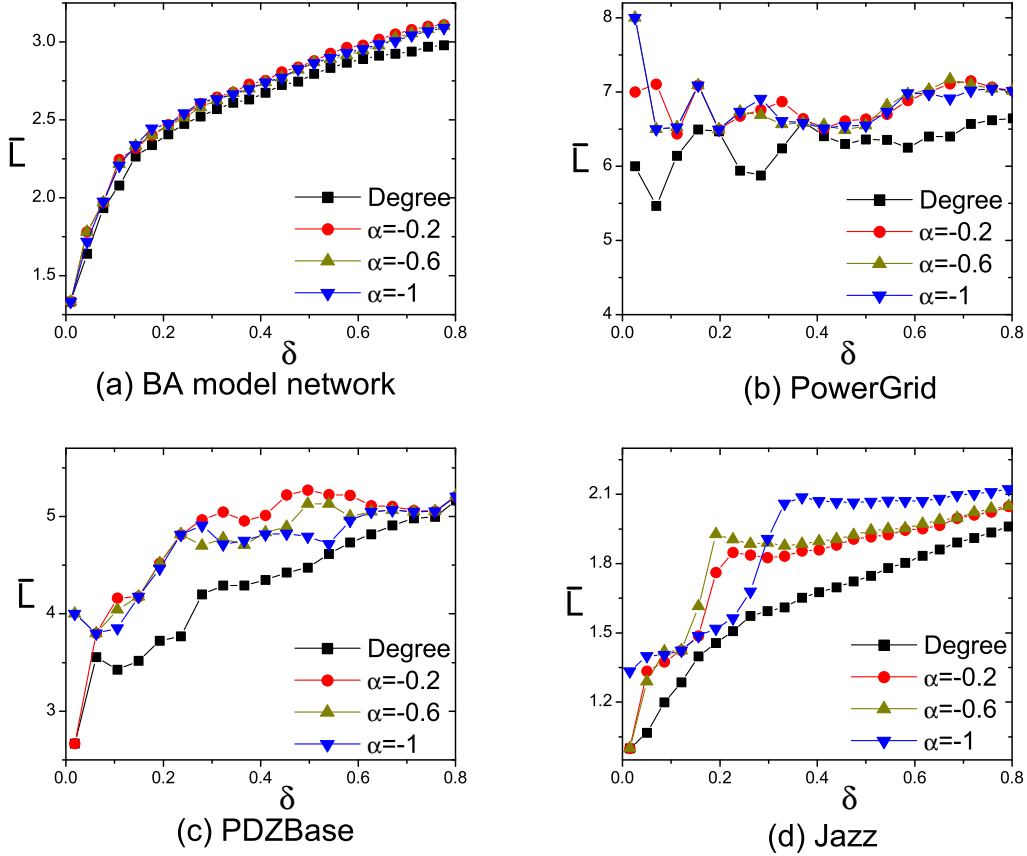 3.0
2.5
2.0
1.5
L̄
0.0 0.2 0.4 0.6 0.8
δ
Degree
α=-0.2
α=-0.6
α=-1
(a) BA model network
8
7
6
5
4
L̄
0.0 0.2 0.4 0.6 0.8
δ
Degree
α=-0.2
α=-0.6
α=-1
(b) PowerGrid
5
4
3
L̄
0.0 0.2 0.4 0.6 0.8
δ
Degree
α=-0.2
α=-0.6
α=-1
(c) PDZBase
2.1
1.8
1.5
1.2
L̄
0.0 0.2 0.4 0.6 0.8
δ
Degree
α=-0.2
α=-0.6
α=-1
(d) Jazz